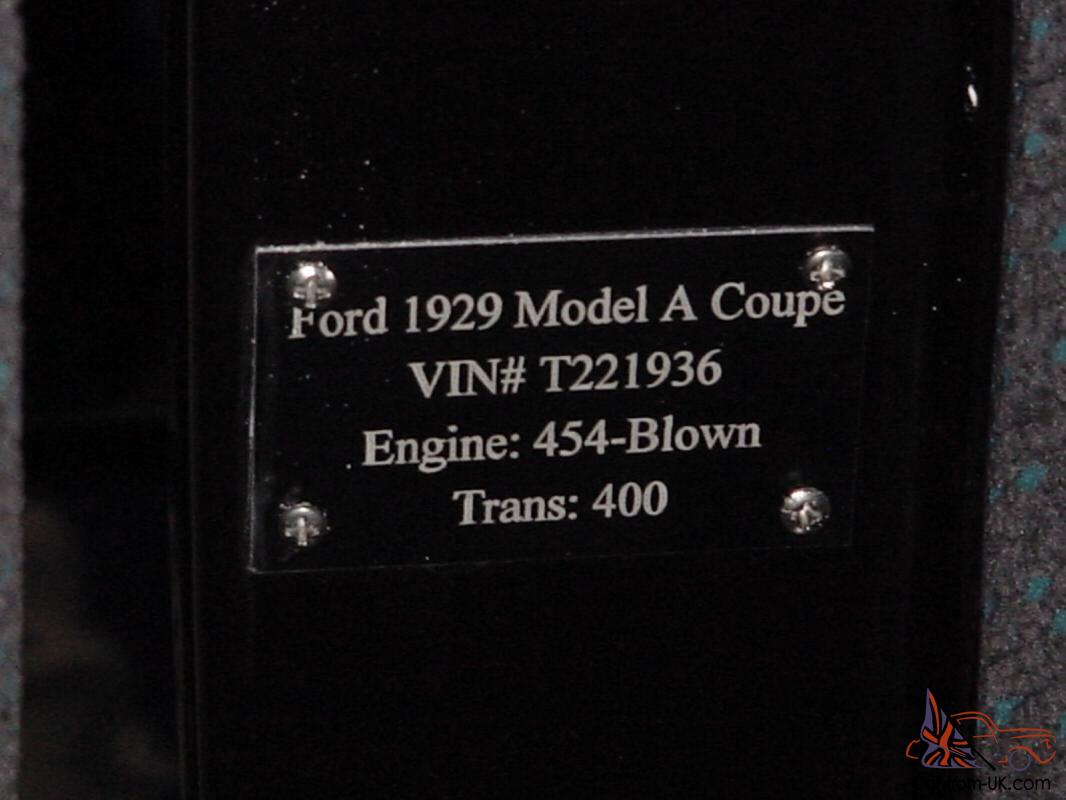 Ford 1929 Model A Coupe
VIN# T221936
Engine: 454-Blown
Trans: 400